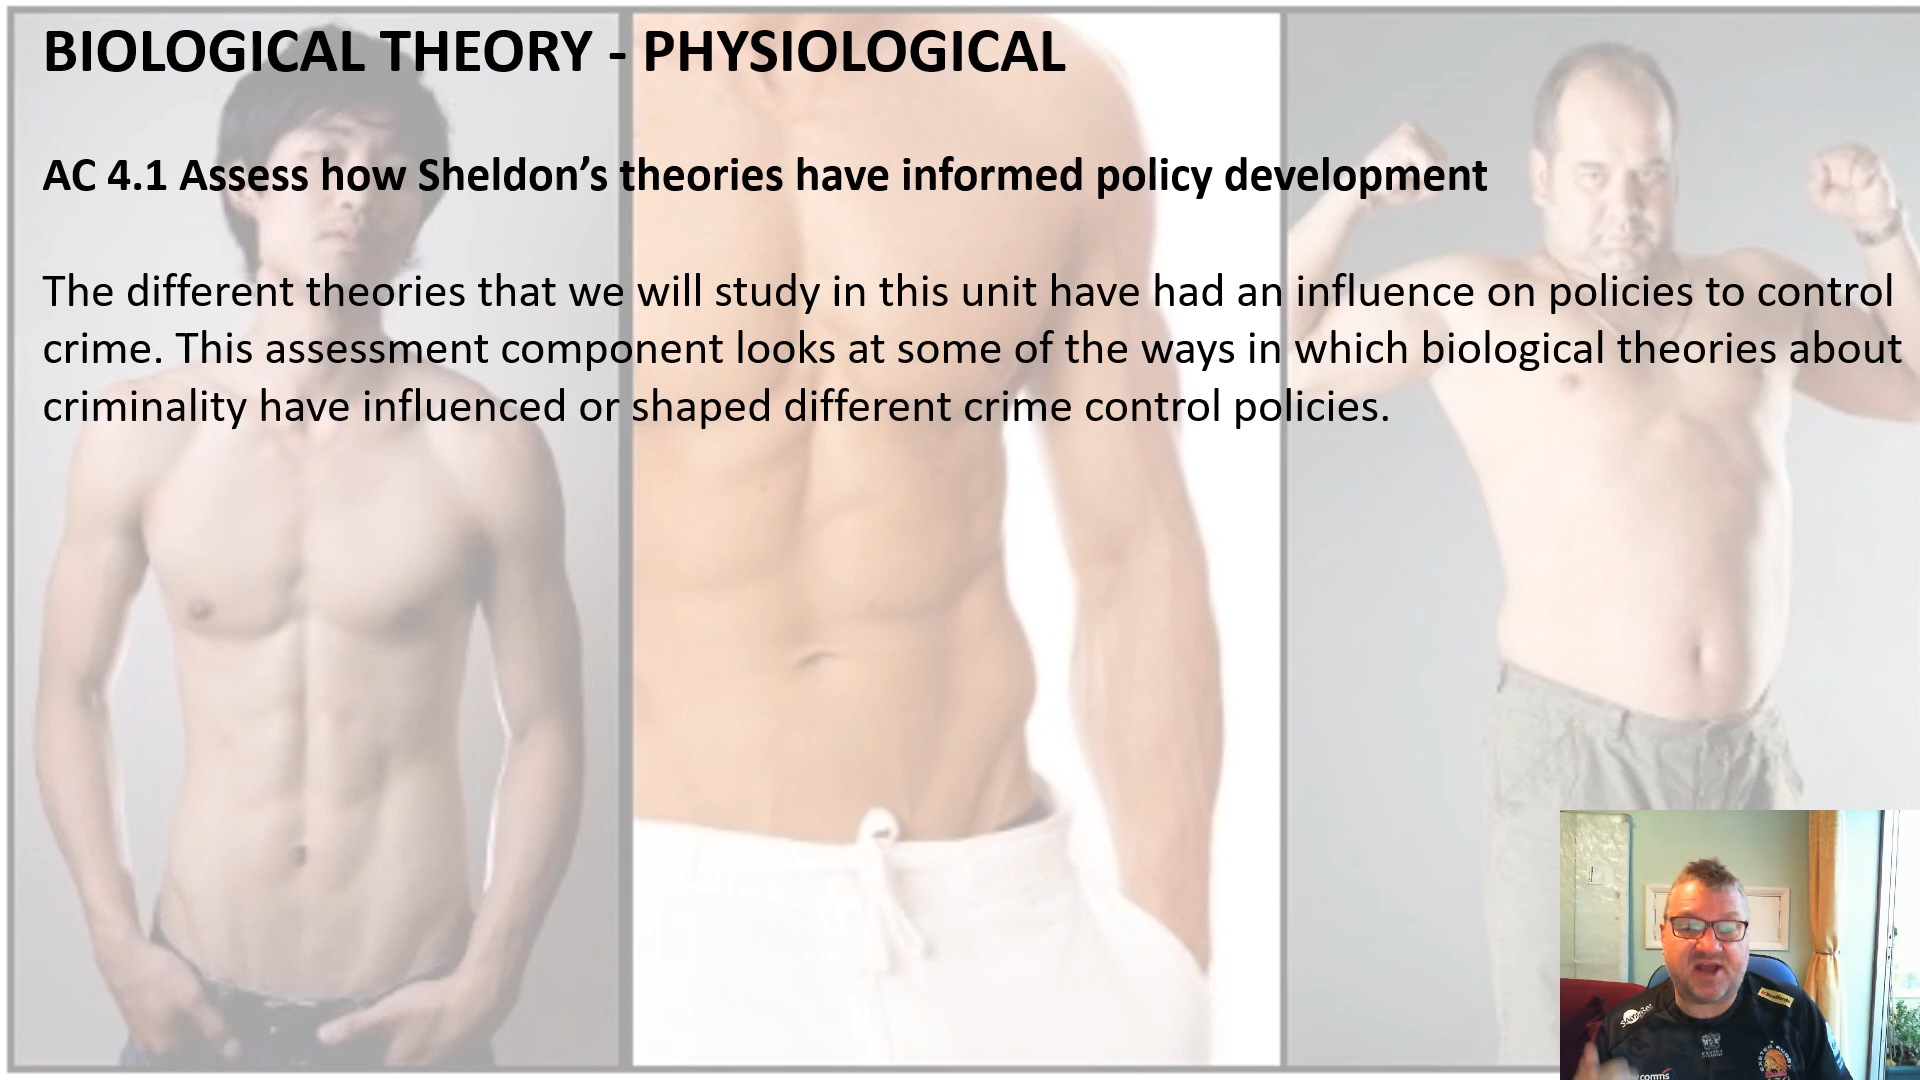 BIOLOGICAL THEORY - PHYSIOLOGICAL
AC 4.1 Assess how Sheldon’s theories have informed policy development
The different theories that we will study in this unit have had an influence on policies to control
crime. This assessment component looks at some of the ways in which biological theories about
criminality have influenced or shaped different crime control policies.